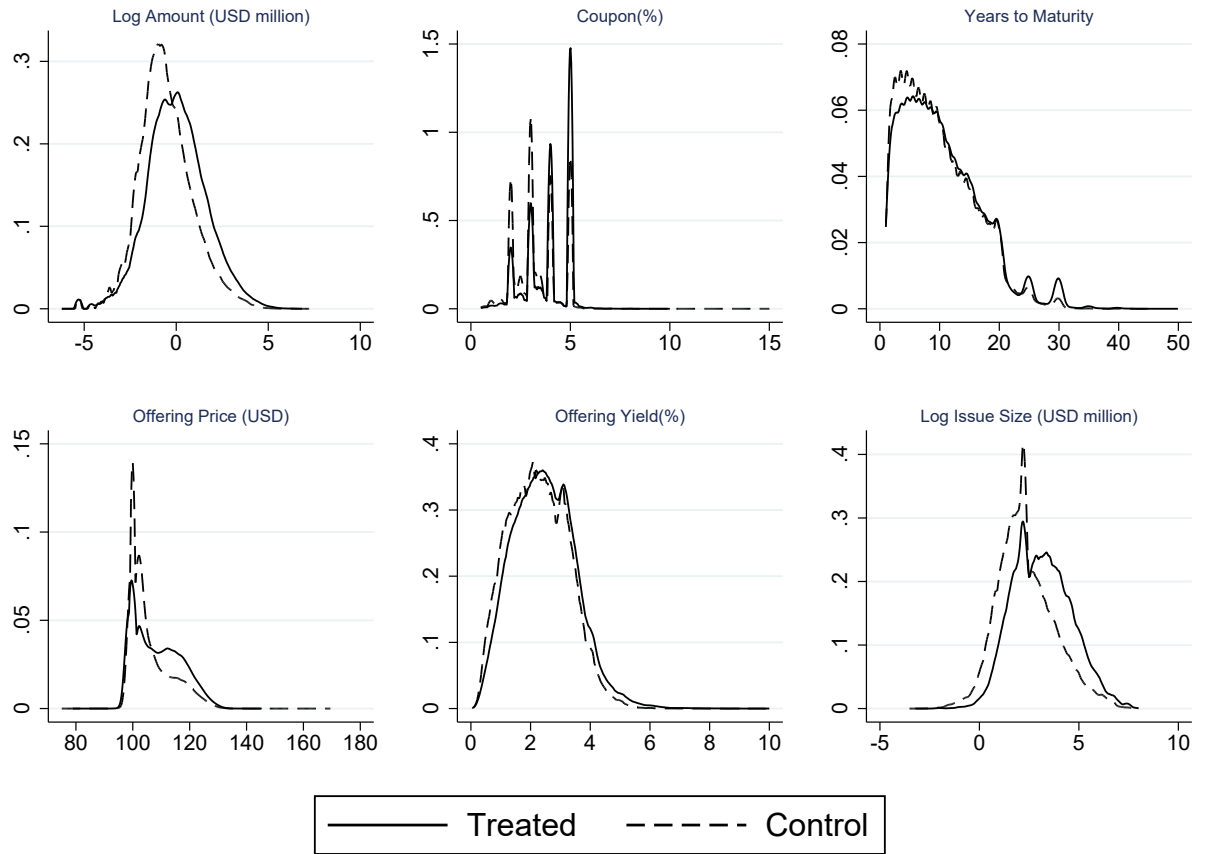 Log Amount (USD million)
.3
.2
.1
0
-5 0 5 10
Coupon(%)
1.5
1
.5
0
0 5 10 15
Years to Maturity
.08
.06
.04
.02
0
0 10 20 30 40 50
Offering Price (USD)
.15
.1
.05
0
80 100 120 140 160 180
Offering Yield(%)
.4
.3
.2
.1
0
0 2 4 6 8 10
Log Issue Size (USD million)
.4
.3
.2
.1
0
-5 0 5 10
Treated Control